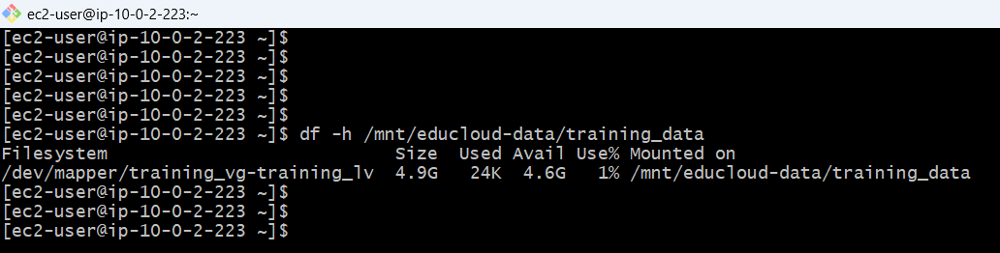 ec2-user@ip-10-0-2-223:~
[ec2-user@ip-10-0-2-223 ~]$
[ec2-user@ip-10-0-2-223 ~]$
[ec2-user@ip-10-0-2-223 ~]$
[ec2-user@ip-10-0-2-223 ~]$
[ec2-user@ip-10-0-2-223 ~]$
[ec2-user@ip-10-0-2-223 ~]$ df -h /mnt/educloud-data/training_data
Filesystem                          Size  Used Avail Use% Mounted on
/dev/mapper/training_vg-training_lv  4.9G   24K  4.6G   1% /mnt/educloud-data/training_data
[ec2-user@ip-10-0-2-223 ~]$
[ec2-user@ip-10-0-2-223 ~]$
[ec2-user@ip-10-0-2-223 ~]$